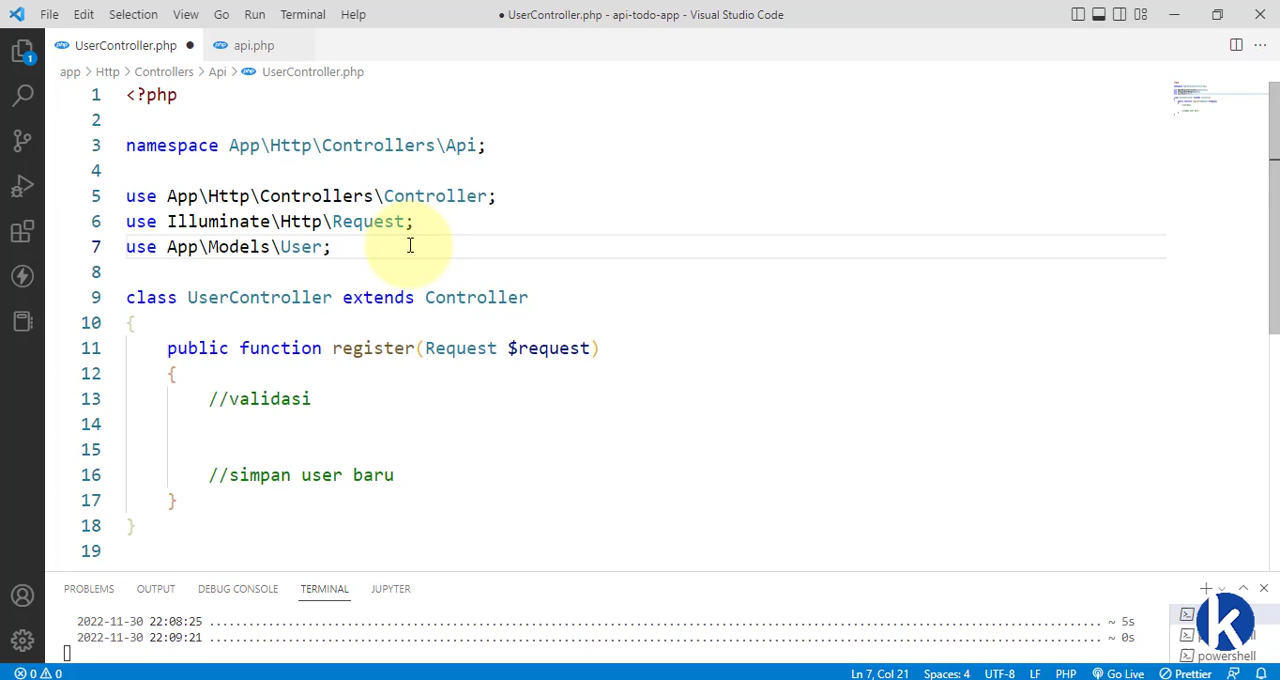 File Edit Selection View Go Run Terminal Help ● UserController.php - api-todo-app - Visual Studio Code
UserController.php ● api.php
app > Http > Controllers > Api > UserController.php
1 <?php
2
3 namespace App\Http\Controllers\Api;
4
5 use App\Http\Controllers\Controller;
6 use Illuminate\Http\Request;
7 use App\Models\User;
8
9 class UserController extends Controller
10 {
11 public function register(Request $request)
12 {
13 //validasi
14
15
16 //simpan user baru
17 }
18 }
19
PROBLEMS OUTPUT DEBUG CONSOLE TERMINAL JUPYTER
2022-11-30 22:08:25 ........................................ ~ 5s
2022-11-30 22:09:21 ........................................ ~ 0s
powershell
0 0 Ln 7, Col 21 Spaces: 4 UTF-8 LF PHP Go Live Prettier